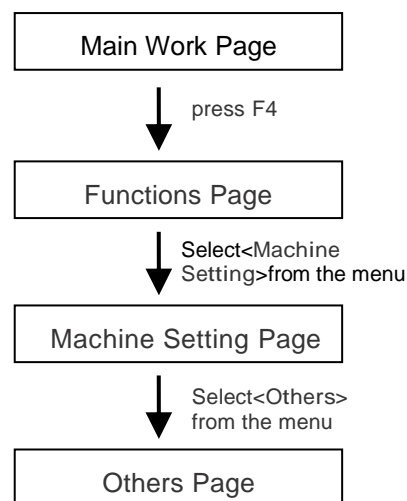 Main Work Page
press F4
Functions Page
Select<Machine
Setting>from the menu
Machine Setting Page
Select<Others>
from the menu
Others Page